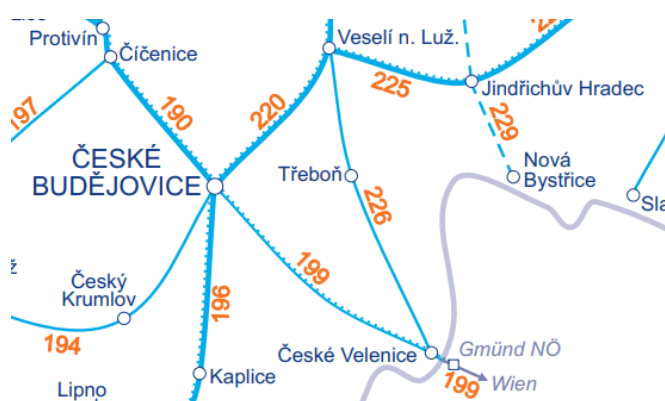 Protivín
Číčenice
Veselí n. Luž.
225
Jindřichův Hradec
197
190
220
229
ČESKÉ
BUDĚJOVICE
Třeboň
Nová
Bystřice
226
Sla
199
Český
Krumlov
196
194
České Velenice
Gmünd NÖ
199
Wien
Kaplice
Lipno